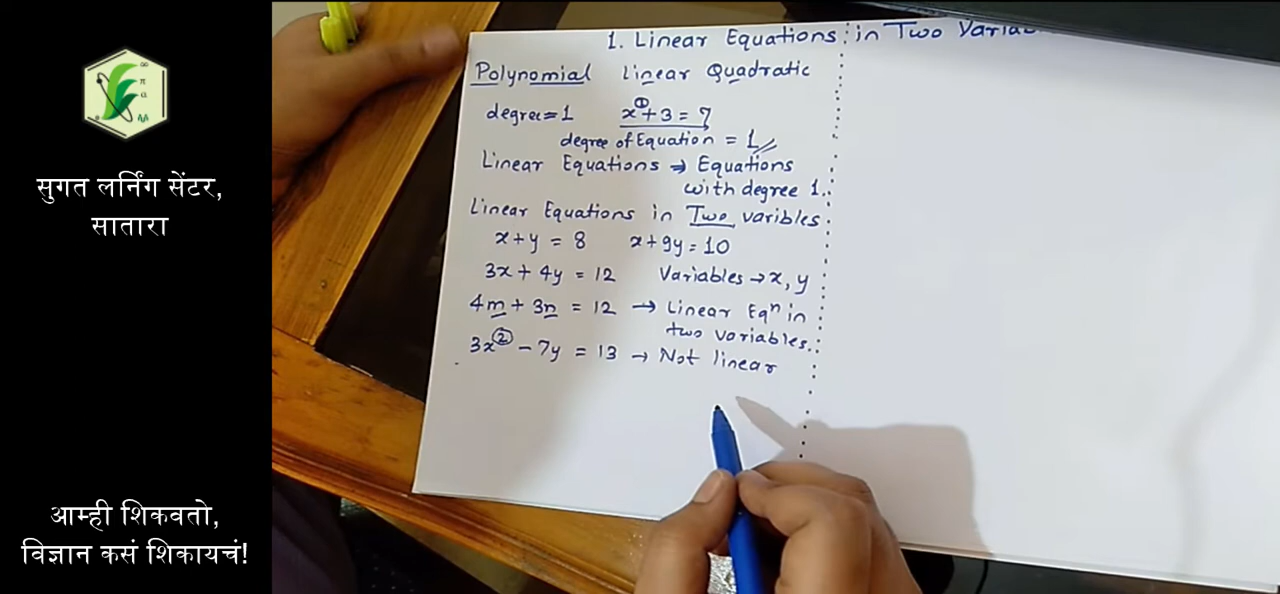 सुगत लर्निंग सेंटर,
सातारा
आम्ही शिकवतो,
विज्ञान कसं शिकायचं!
1. Linear Equations in Two
Polynomial linear Quadratic
degree = 1 x① + 3 = 7
degree of Equation = 1
Linear Equations → Equations
with degree 1.
Linear Equations in Two varibles
x + y = 8 x + 9y = 10
3x + 4y = 12 Variables → x, y
4m + 3n = 12 → Linear Eqⁿ in
two variables.
3x② - 7y = 13 → Not linear